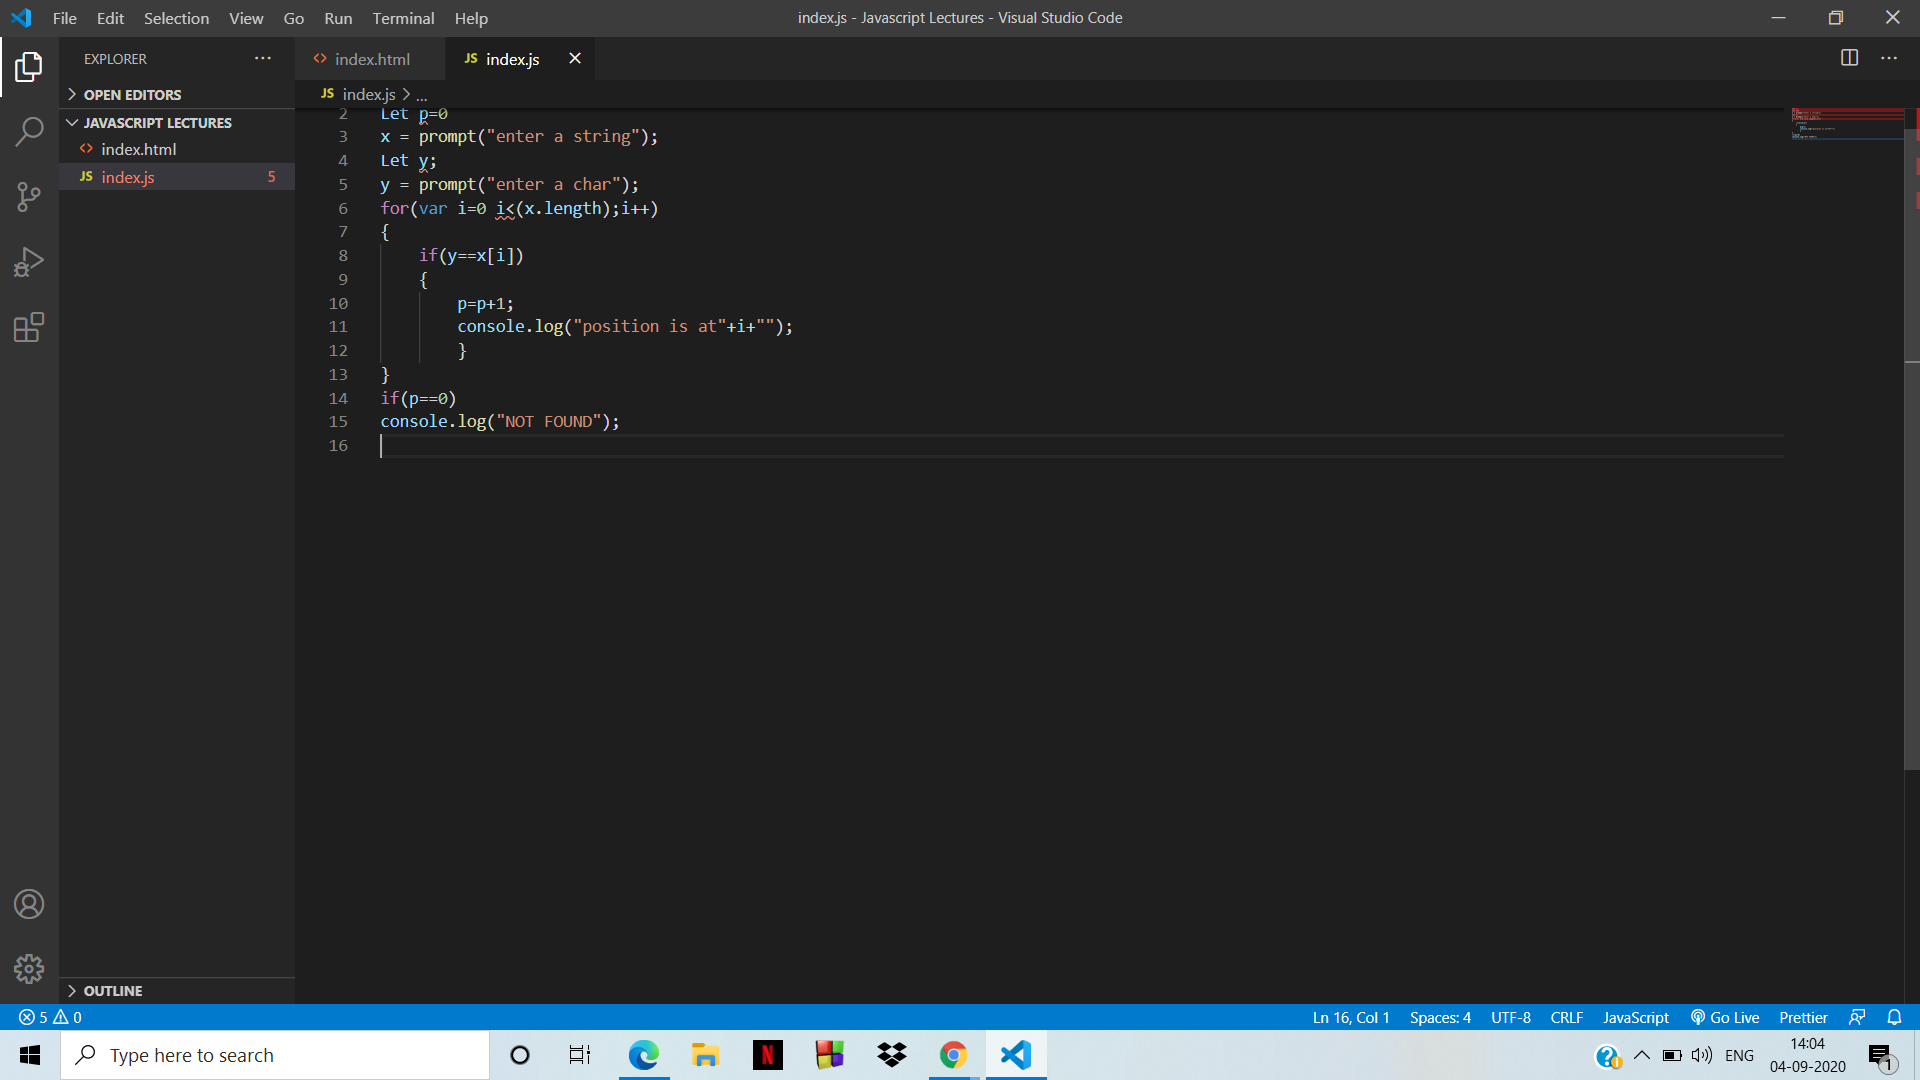 File Edit Selection View Go Run Terminal Help
index.js - Javascript Lectures - Visual Studio Code
EXPLORER
OPEN EDITORS
JAVASCRIPT LECTURES
<> index.html
JS index.js 5
OUTLINE
<> index.html
JS index.js
JS index.js > ...
2 Let p=0
3 x = prompt("enter a string");
4 Let y;
5 y = prompt("enter a char");
6 for(var i=0 i<(x.length);i++)
7 {
8 if(y==x[i])
9 {
10 p=p+1;
11 console.log("position is at"+i+"");
12 }
13 }
14 if(p==0)
15 console.log("NOT FOUND");
16
5 0
Ln 16, Col 1 Spaces: 4 UTF-8 CRLF JavaScript Go Live Prettier
Type here to search
N
ENG
14:04
04-09-2020
1